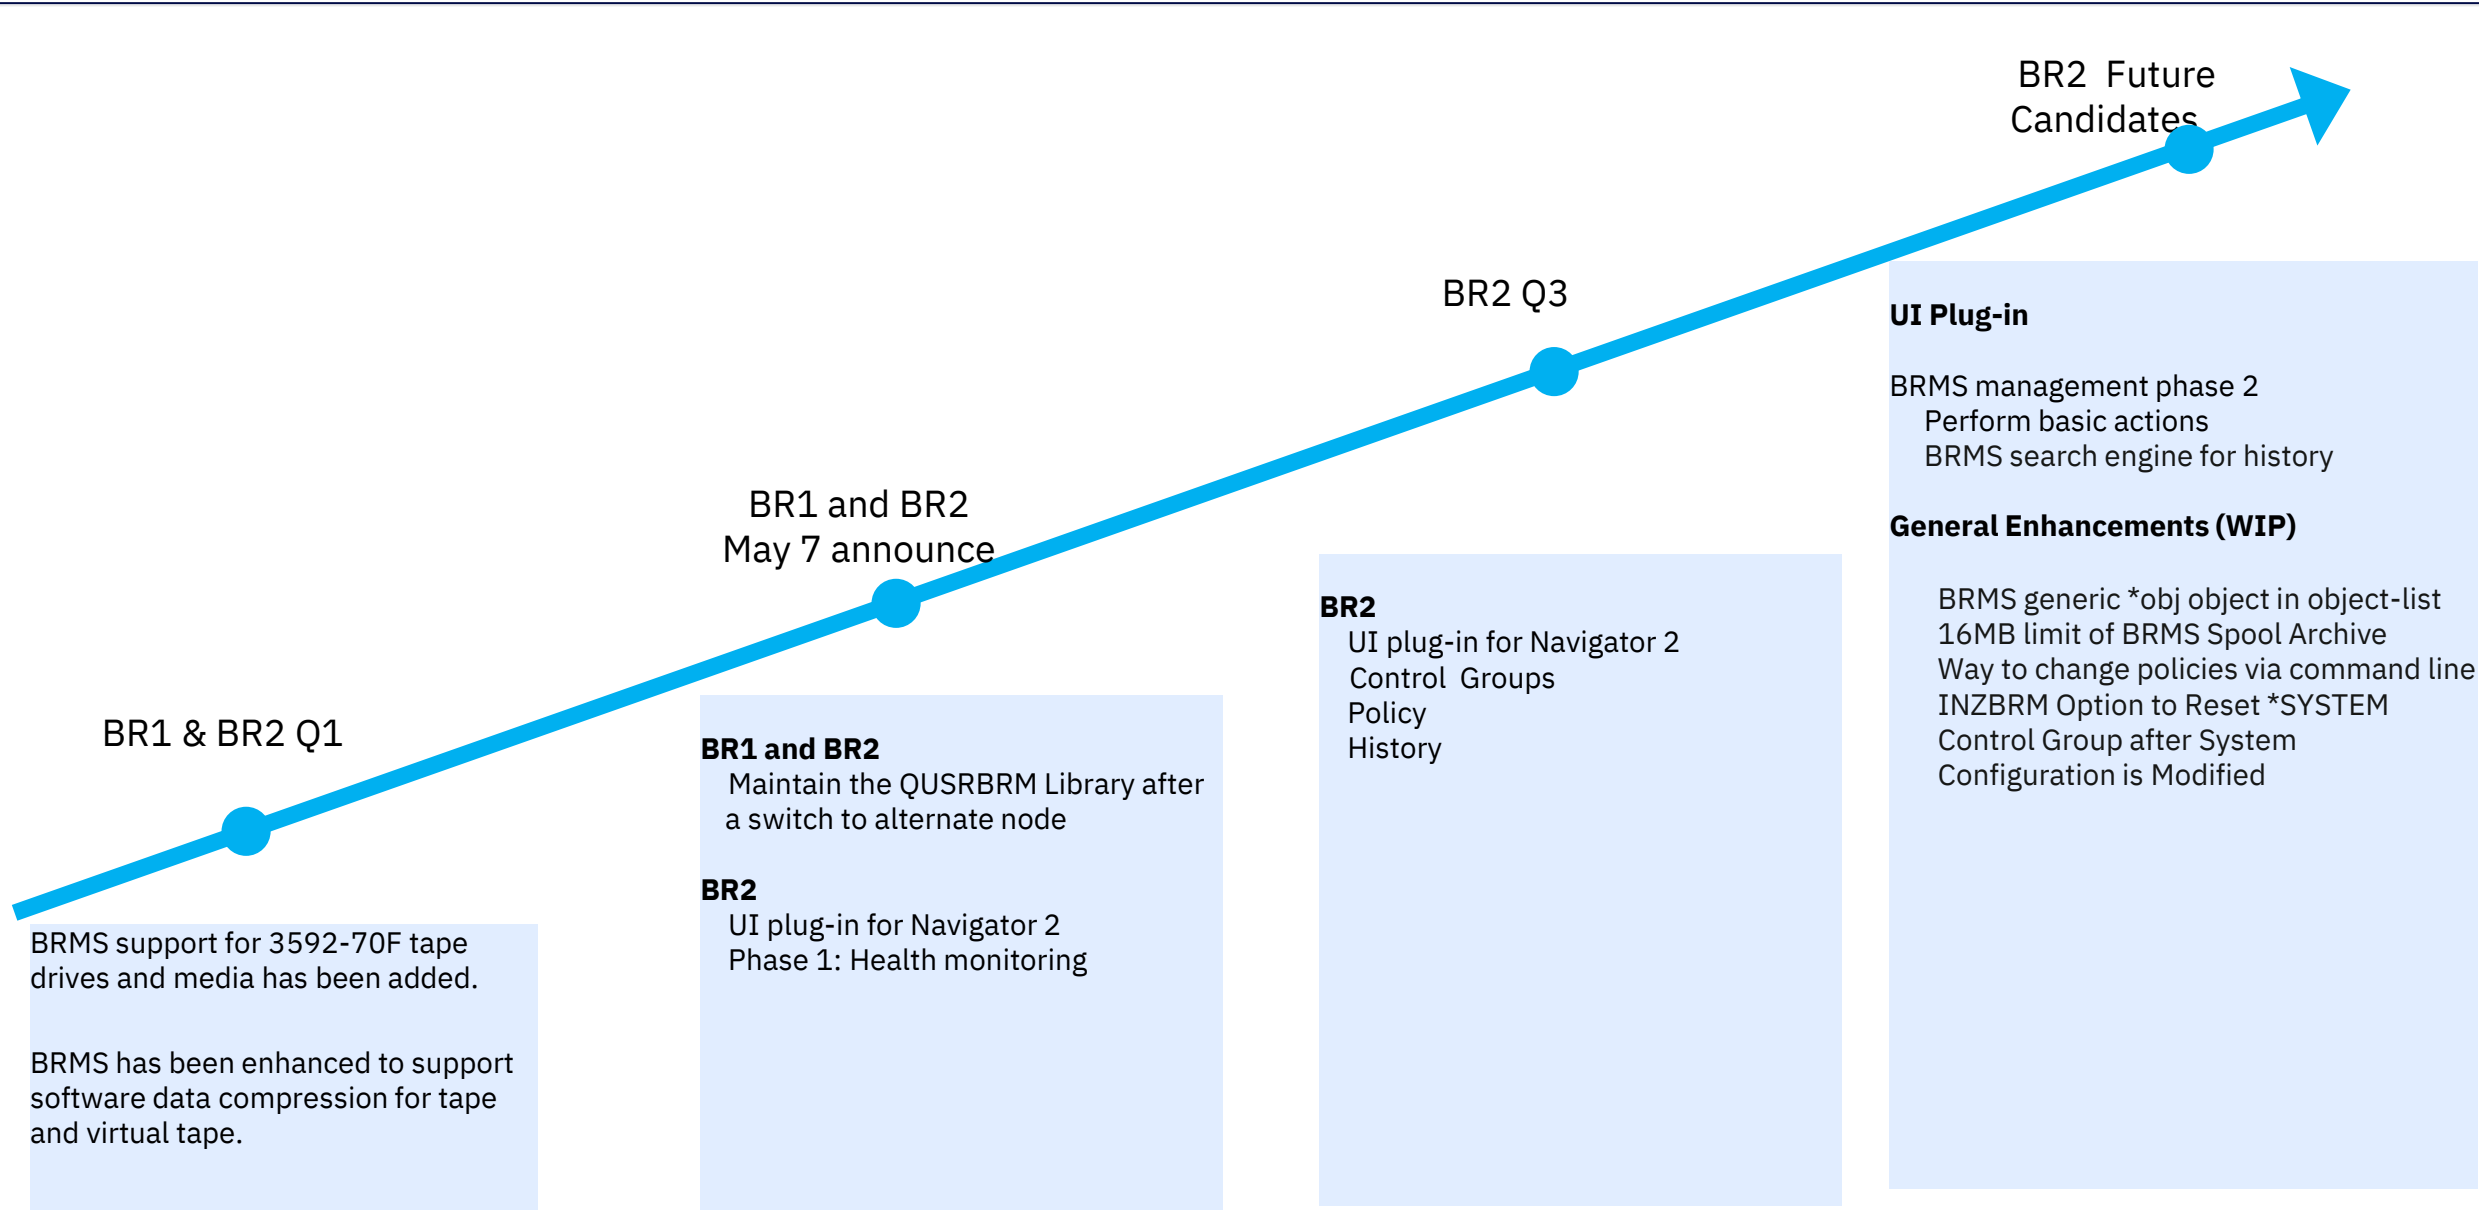 BR1 & BR2 Q1
BRMS support for 3592-70F tape
drives and media has been added.
BRMS has been enhanced to support
software data compression for tape
and virtual tape.
BR1 and BR2
May 7 announce
BR1 and BR2
Maintain the QUSRBRM Library after
a switch to alternate node
BR2
UI plug-in for Navigator 2
Phase 1: Health monitoring
BR2 Q3
BR2
UI plug-in for Navigator 2
Control Groups
Policy
History
BR2 Future
Candidates
UI Plug-in
BRMS management phase 2
Perform basic actions
BRMS search engine for history
General Enhancements (WIP)
BRMS generic *obj object in object-list
16MB limit of BRMS Spool Archive
Way to change policies via command line
INZBRM Option to Reset *SYSTEM
Control Group after System
Configuration is Modified